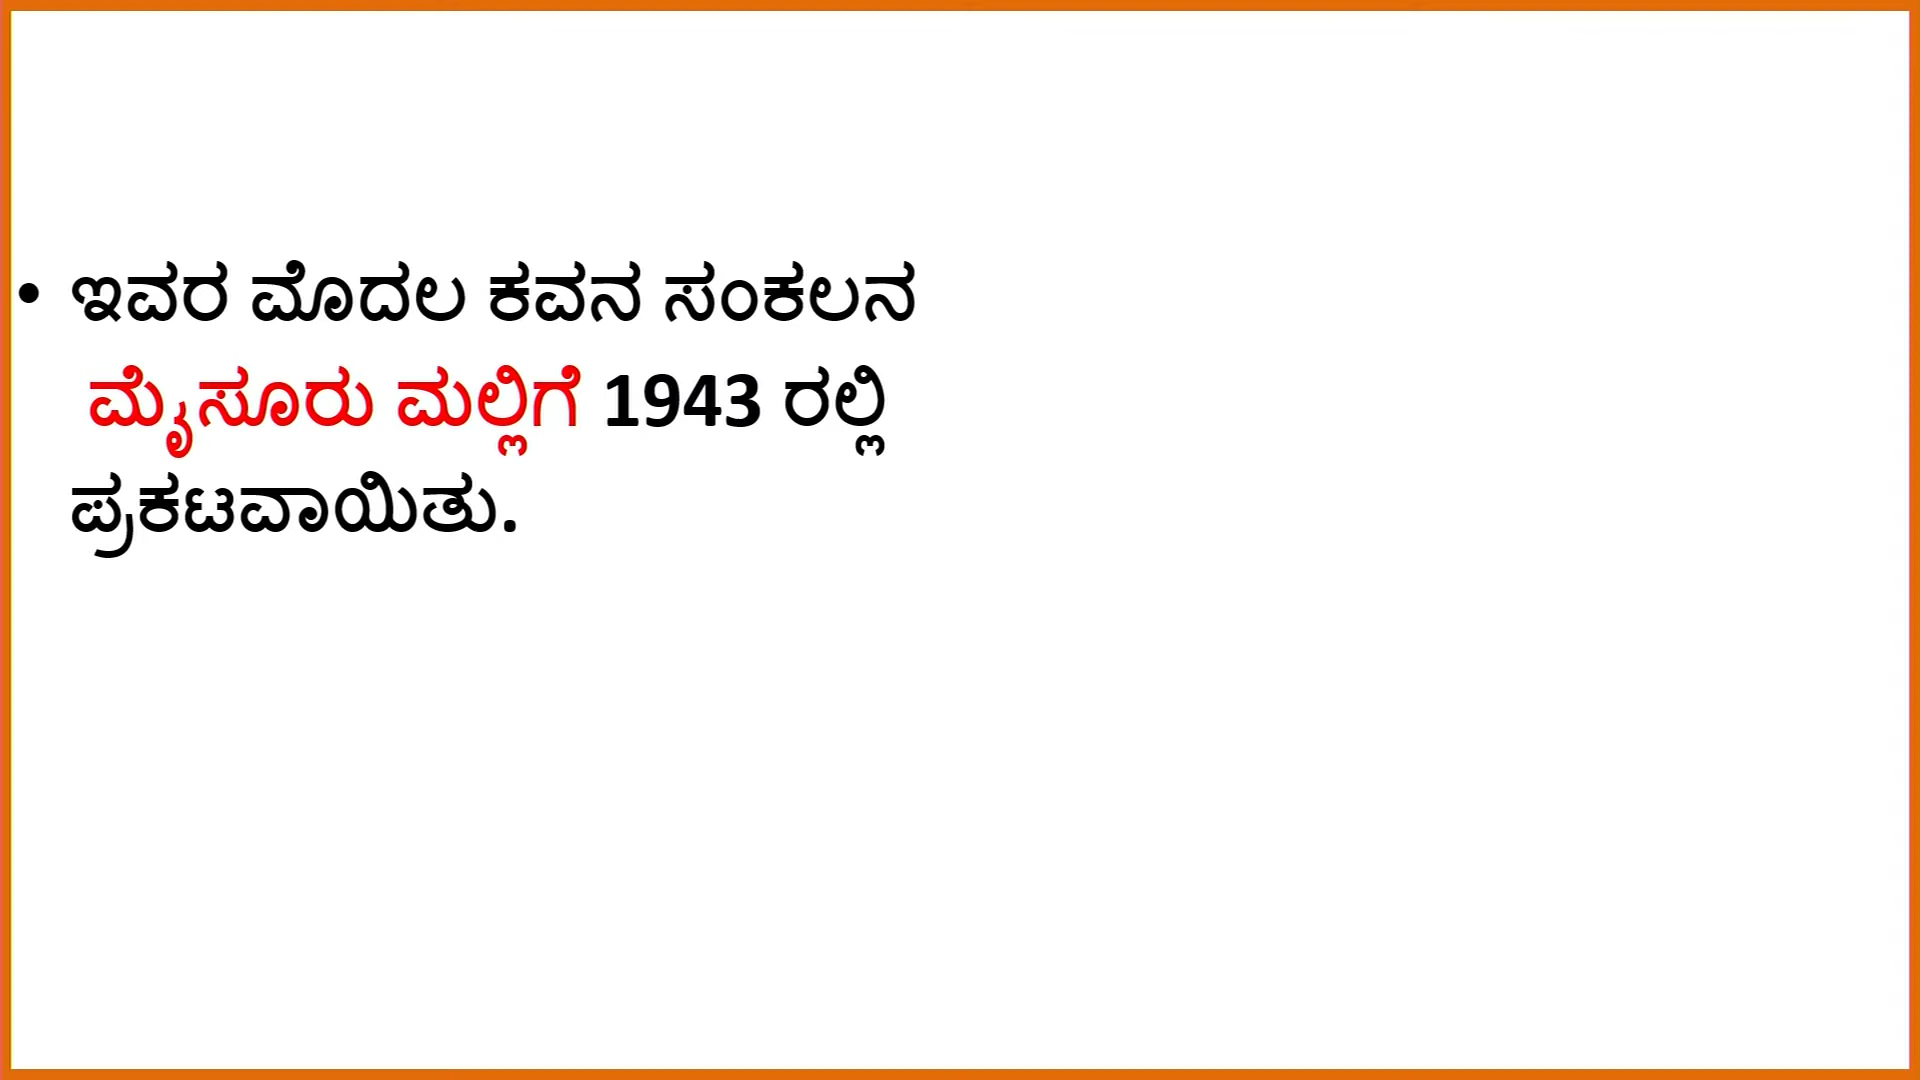 • ಇವರ ಮೊದಲ ಕವನ ಸಂಕಲನ
ಮೈಸೂರು ಮಲ್ಲಿಗೆ 1943 ರಲ್ಲಿ
ಪ್ರಕಟವಾಯಿತು.